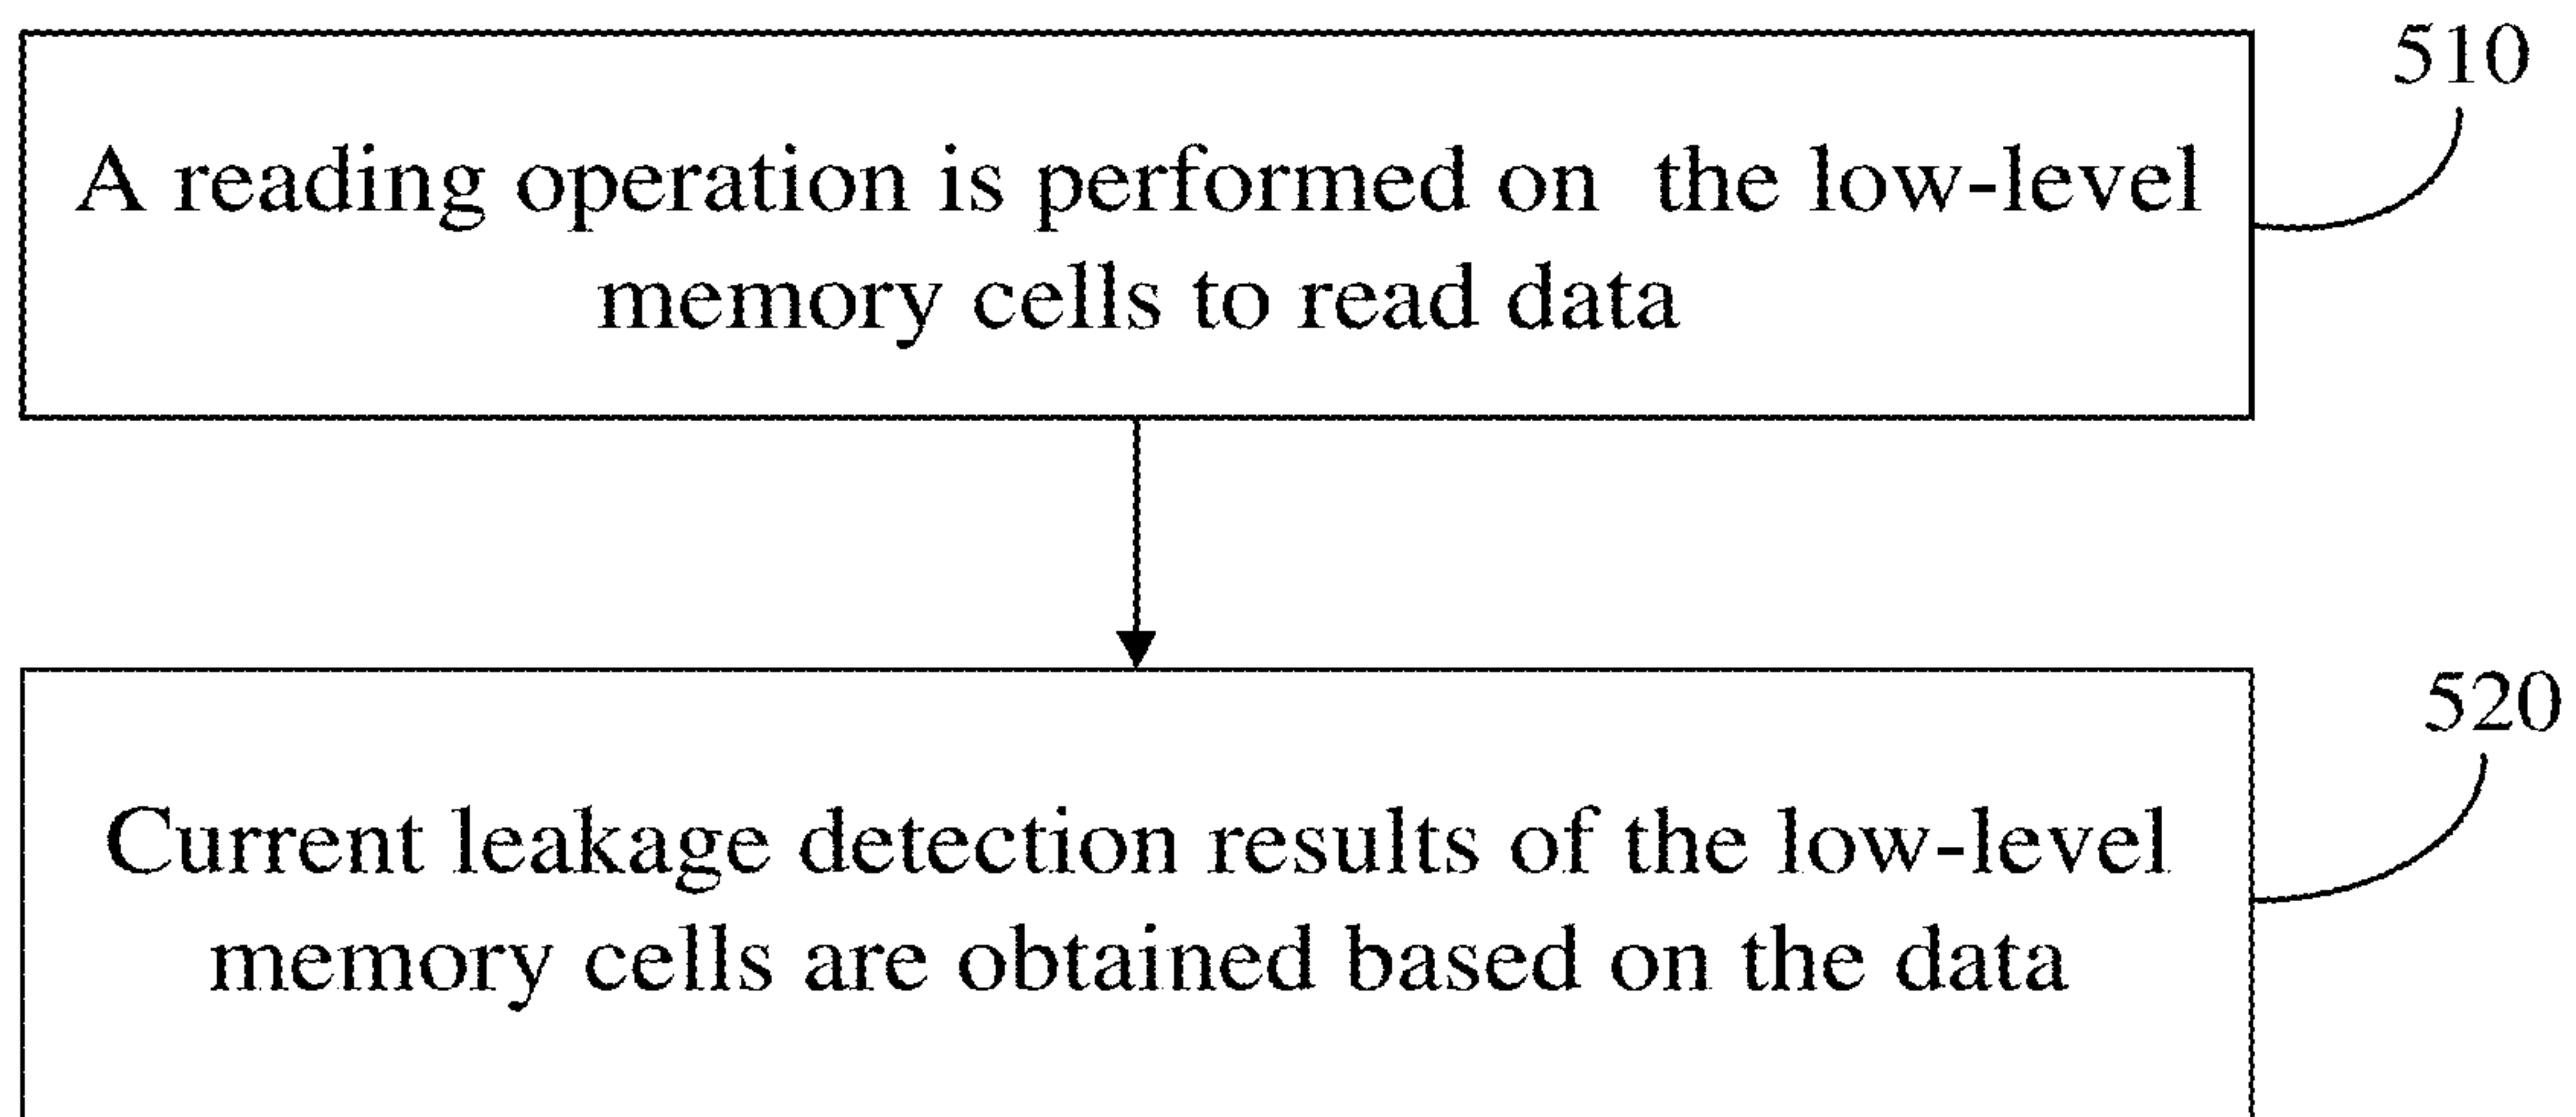 510
A reading operation is performed on the low-level
memory cells to read data
520
Current leakage detection results of the low-level
memory cells are obtained based on the data